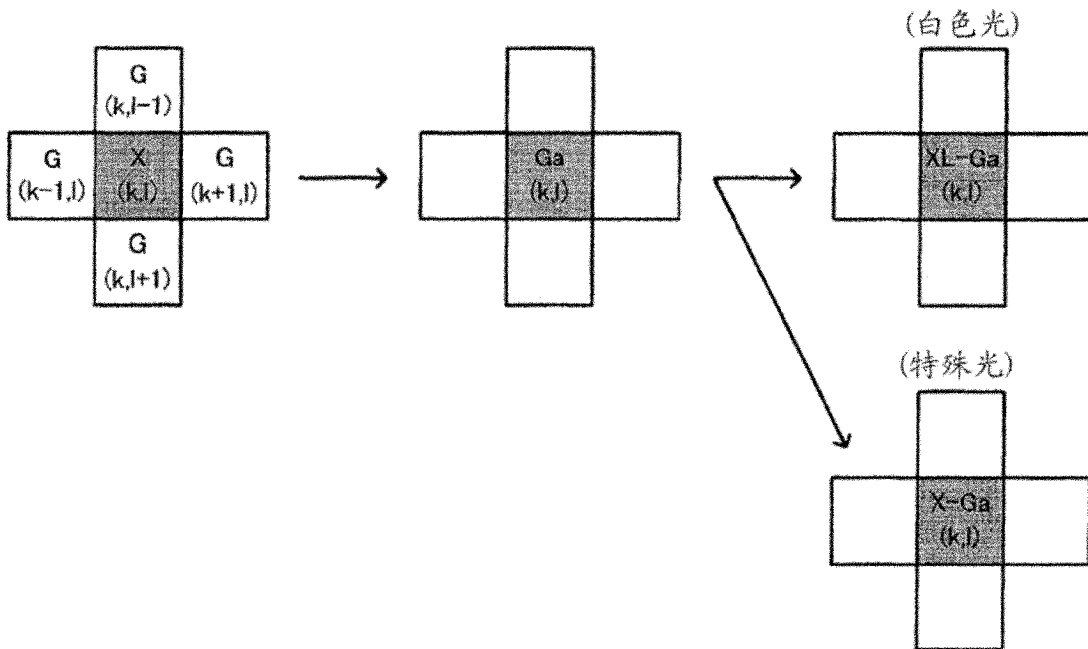 G
(k,l-1)
G
(k-1,l)
X
(k,l)
G
(k+1,l)
G
(k,l+1)
Ga
(k,l)
(白色光)
XL-Ga
(k,l)
(特殊光)
X-Ga
(k,l)